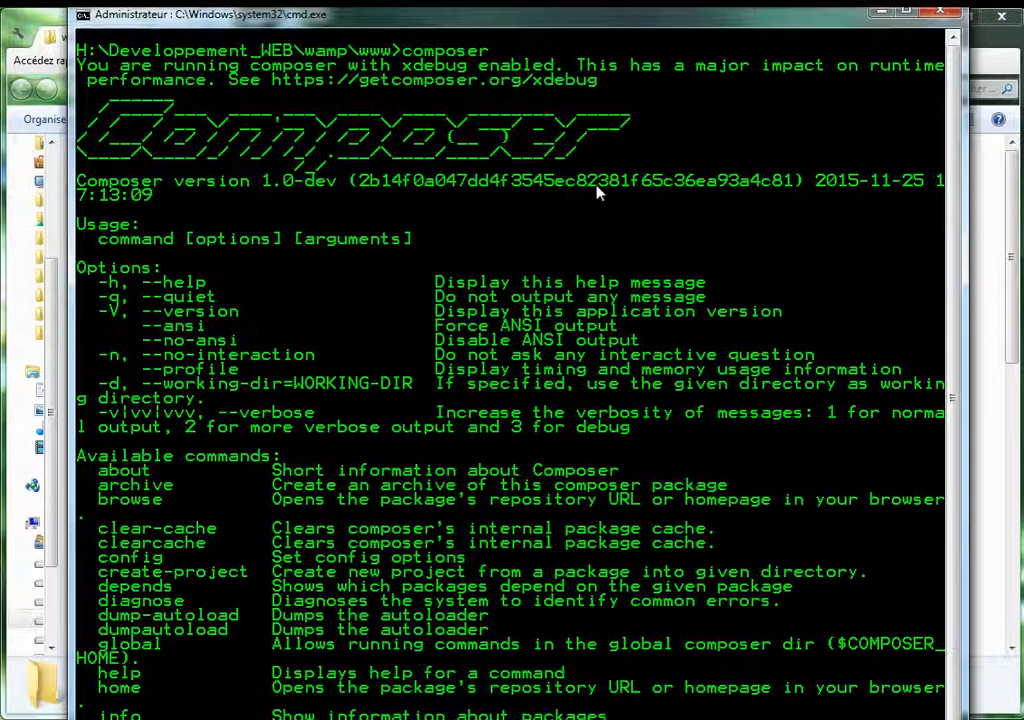 Administrateur : C:\Windows\system32\cmd.exe
Accédez ra
Organise
H:\Developpement_WEB\wamp\www>composer
You are running composer with xdebug enabled. This has a major impact on runtime
performance. See https://getcomposer.org/xdebug
Composer
Composer version 1.0-dev (2b14f0a047dd4f3545ec82381f65c36ea93a4c81) 2015-11-25 1
7:13:09
Usage:
command [options] [arguments]
Options:
-h, --help Display this help message
-q, --quiet Do not output any message
-V, --version Display this application version
--ansi Force ANSI output
--no-ansi Disable ANSI output
-n, --no-interaction Do not ask any interactive question
--profile Display timing and memory usage information
-d, --working-dir=WORKING-DIR If specified, use the given directory as workin
g directory.
-v|vv|vvv, --verbose Increase the verbosity of messages: 1 for norma
l output, 2 for more verbose output and 3 for debug
Available commands:
about Short information about Composer
archive Create an archive of this composer package
browse Opens the package's repository URL or homepage in your browser
.
clear-cache Clears composer's internal package cache.
clearcache Clears composer's internal package cache.
config Set config options
create-project Create new project from a package into given directory.
depends Shows which packages depend on the given package
diagnose Diagnoses the system to identify common errors.
dump-autoload Dumps the autoloader
dumpautoload Dumps the autoloader
global Allows running commands in the global composer dir ($COMPOSER_
HOME).
help Displays help for a command
home Opens the package's repository URL or homepage in your browser
.
info Show information about packages